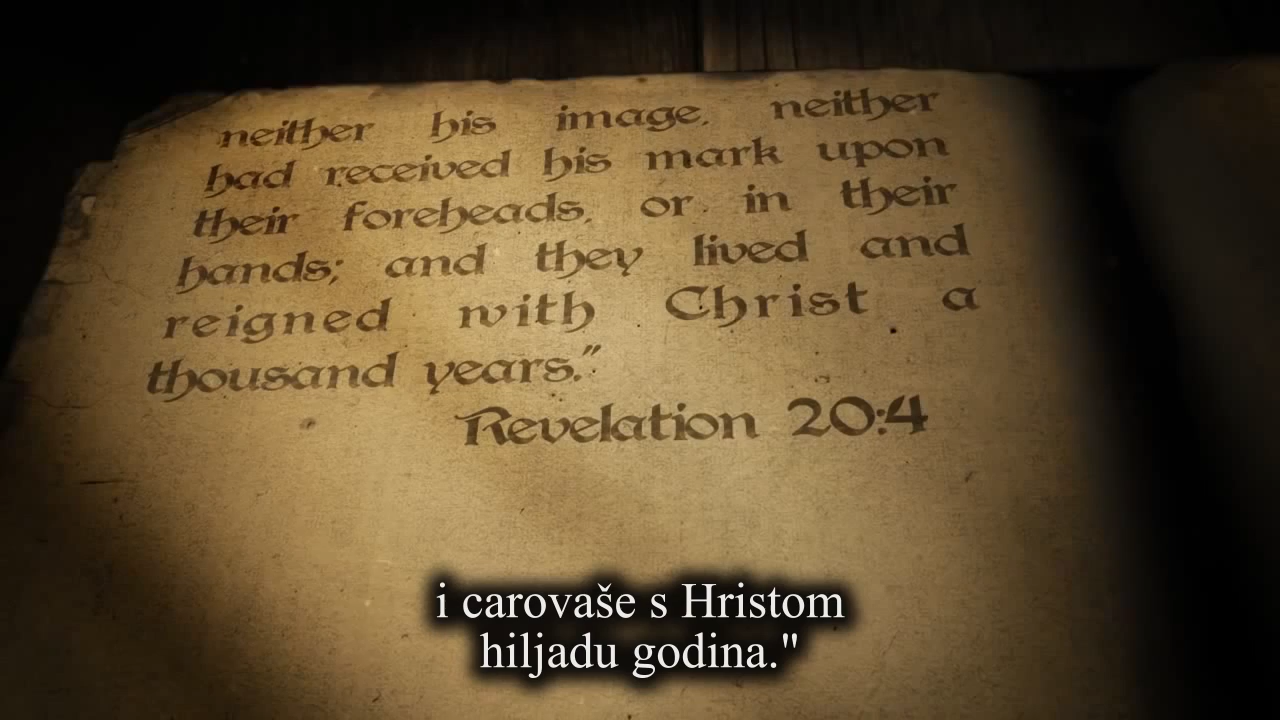 neither his image, neither
had received his mark upon
their foreheads, or in their
hands; and they lived and
reigned with Christ a
thousand years."
Revelation 20:4
i carovaše s Hristom
hiljadu godina."